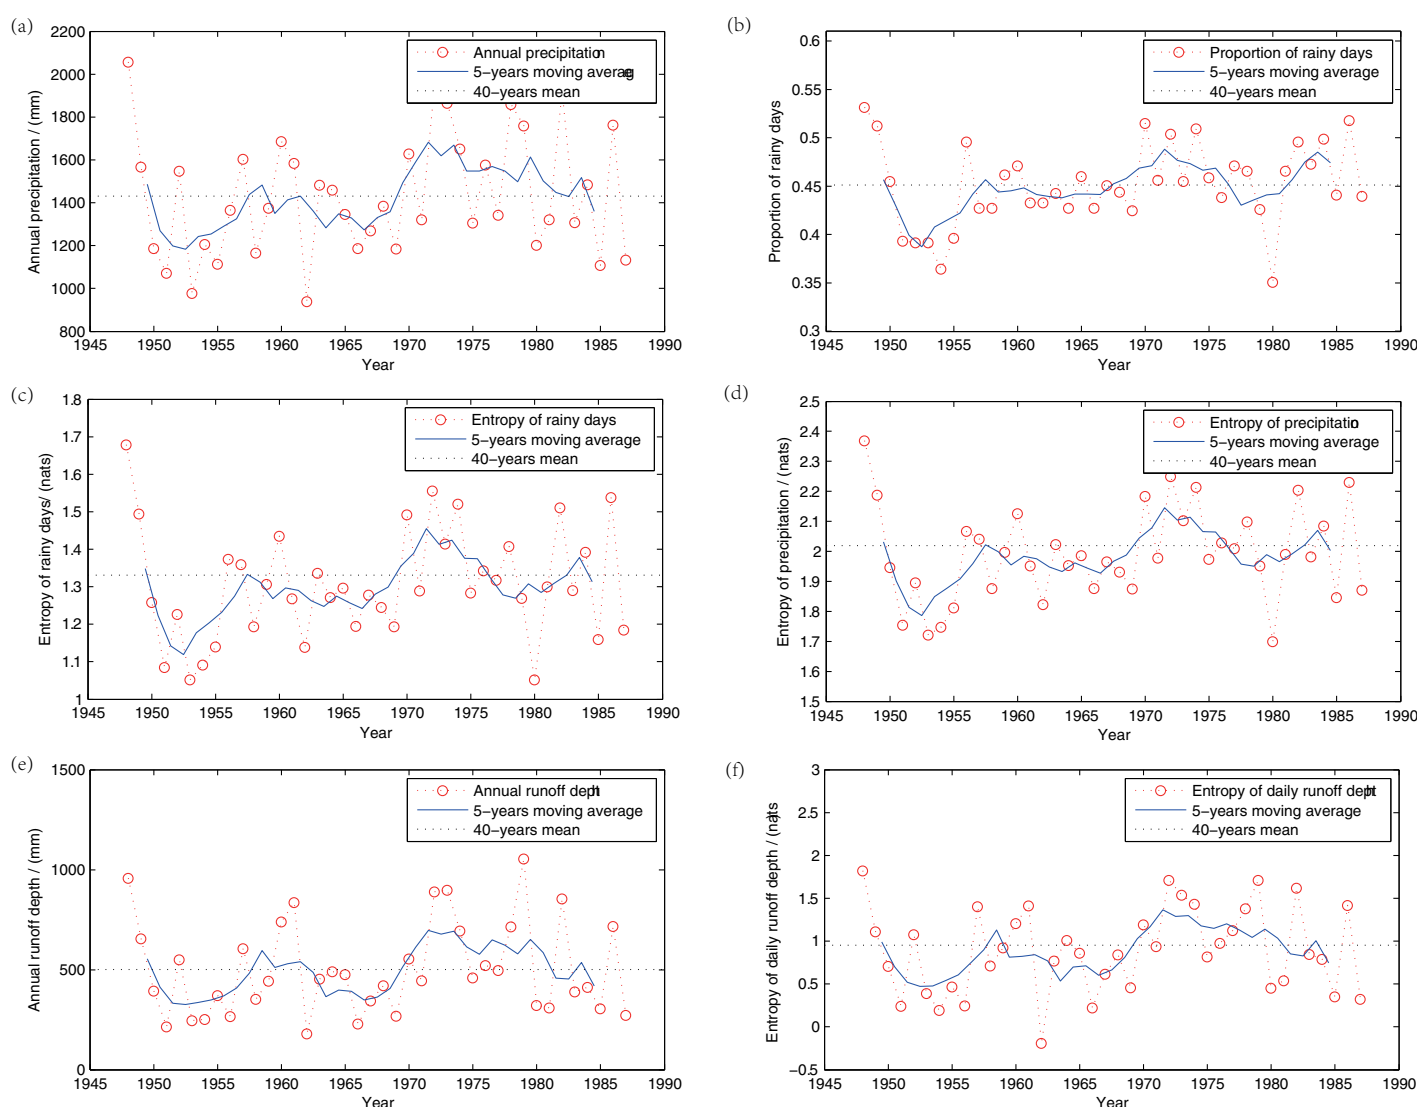 (a)
2200
2000
1800
1600
1400
1200
1000
800
1945 1950 1955 1960 1965 1970 1975 1980 1985 1990
Year
Annual precipitation / (mm)
Annual precipitation
5−years moving average
40−years mean
(b)
0.6
0.55
0.5
0.45
0.4
0.35
0.3
1945 1950 1955 1960 1965 1970 1975 1980 1985 1990
Year
Proportion of rainy days
Proportion of rainy days
5−years moving average
40−years mean
(c)
1.8
1.7
1.6
1.5
1.4
1.3
1.2
1.1
1
1945 1950 1955 1960 1965 1970 1975 1980 1985 1990
Year
Entropy of rainy days/ (nats)
Entropy of rainy days
5−years moving average
40−years mean
(d)
2.5
2.4
2.3
2.2
2.1
2
1.9
1.8
1.7
1.6
1.5
1945 1950 1955 1960 1965 1970 1975 1980 1985 1990
Year
Entropy of precipitation / (nats)
Entropy of precipitation
5−years moving average
40−years mean
(e)
1500
1000
500
0
1945 1950 1955 1960 1965 1970 1975 1980 1985 1990
Year
Annual runoff depth/ (mm)
Annual runoff depth
5−years moving average
40−years mean
(f)
3
2.5
2
1.5
1
0.5
0
−0.5
1945 1950 1955 1960 1965 1970 1975 1980 1985 1990
Year
Entropy of daily runoff depth / (nats
Entropy of daily runoff depth
5−years moving average
40−years mean